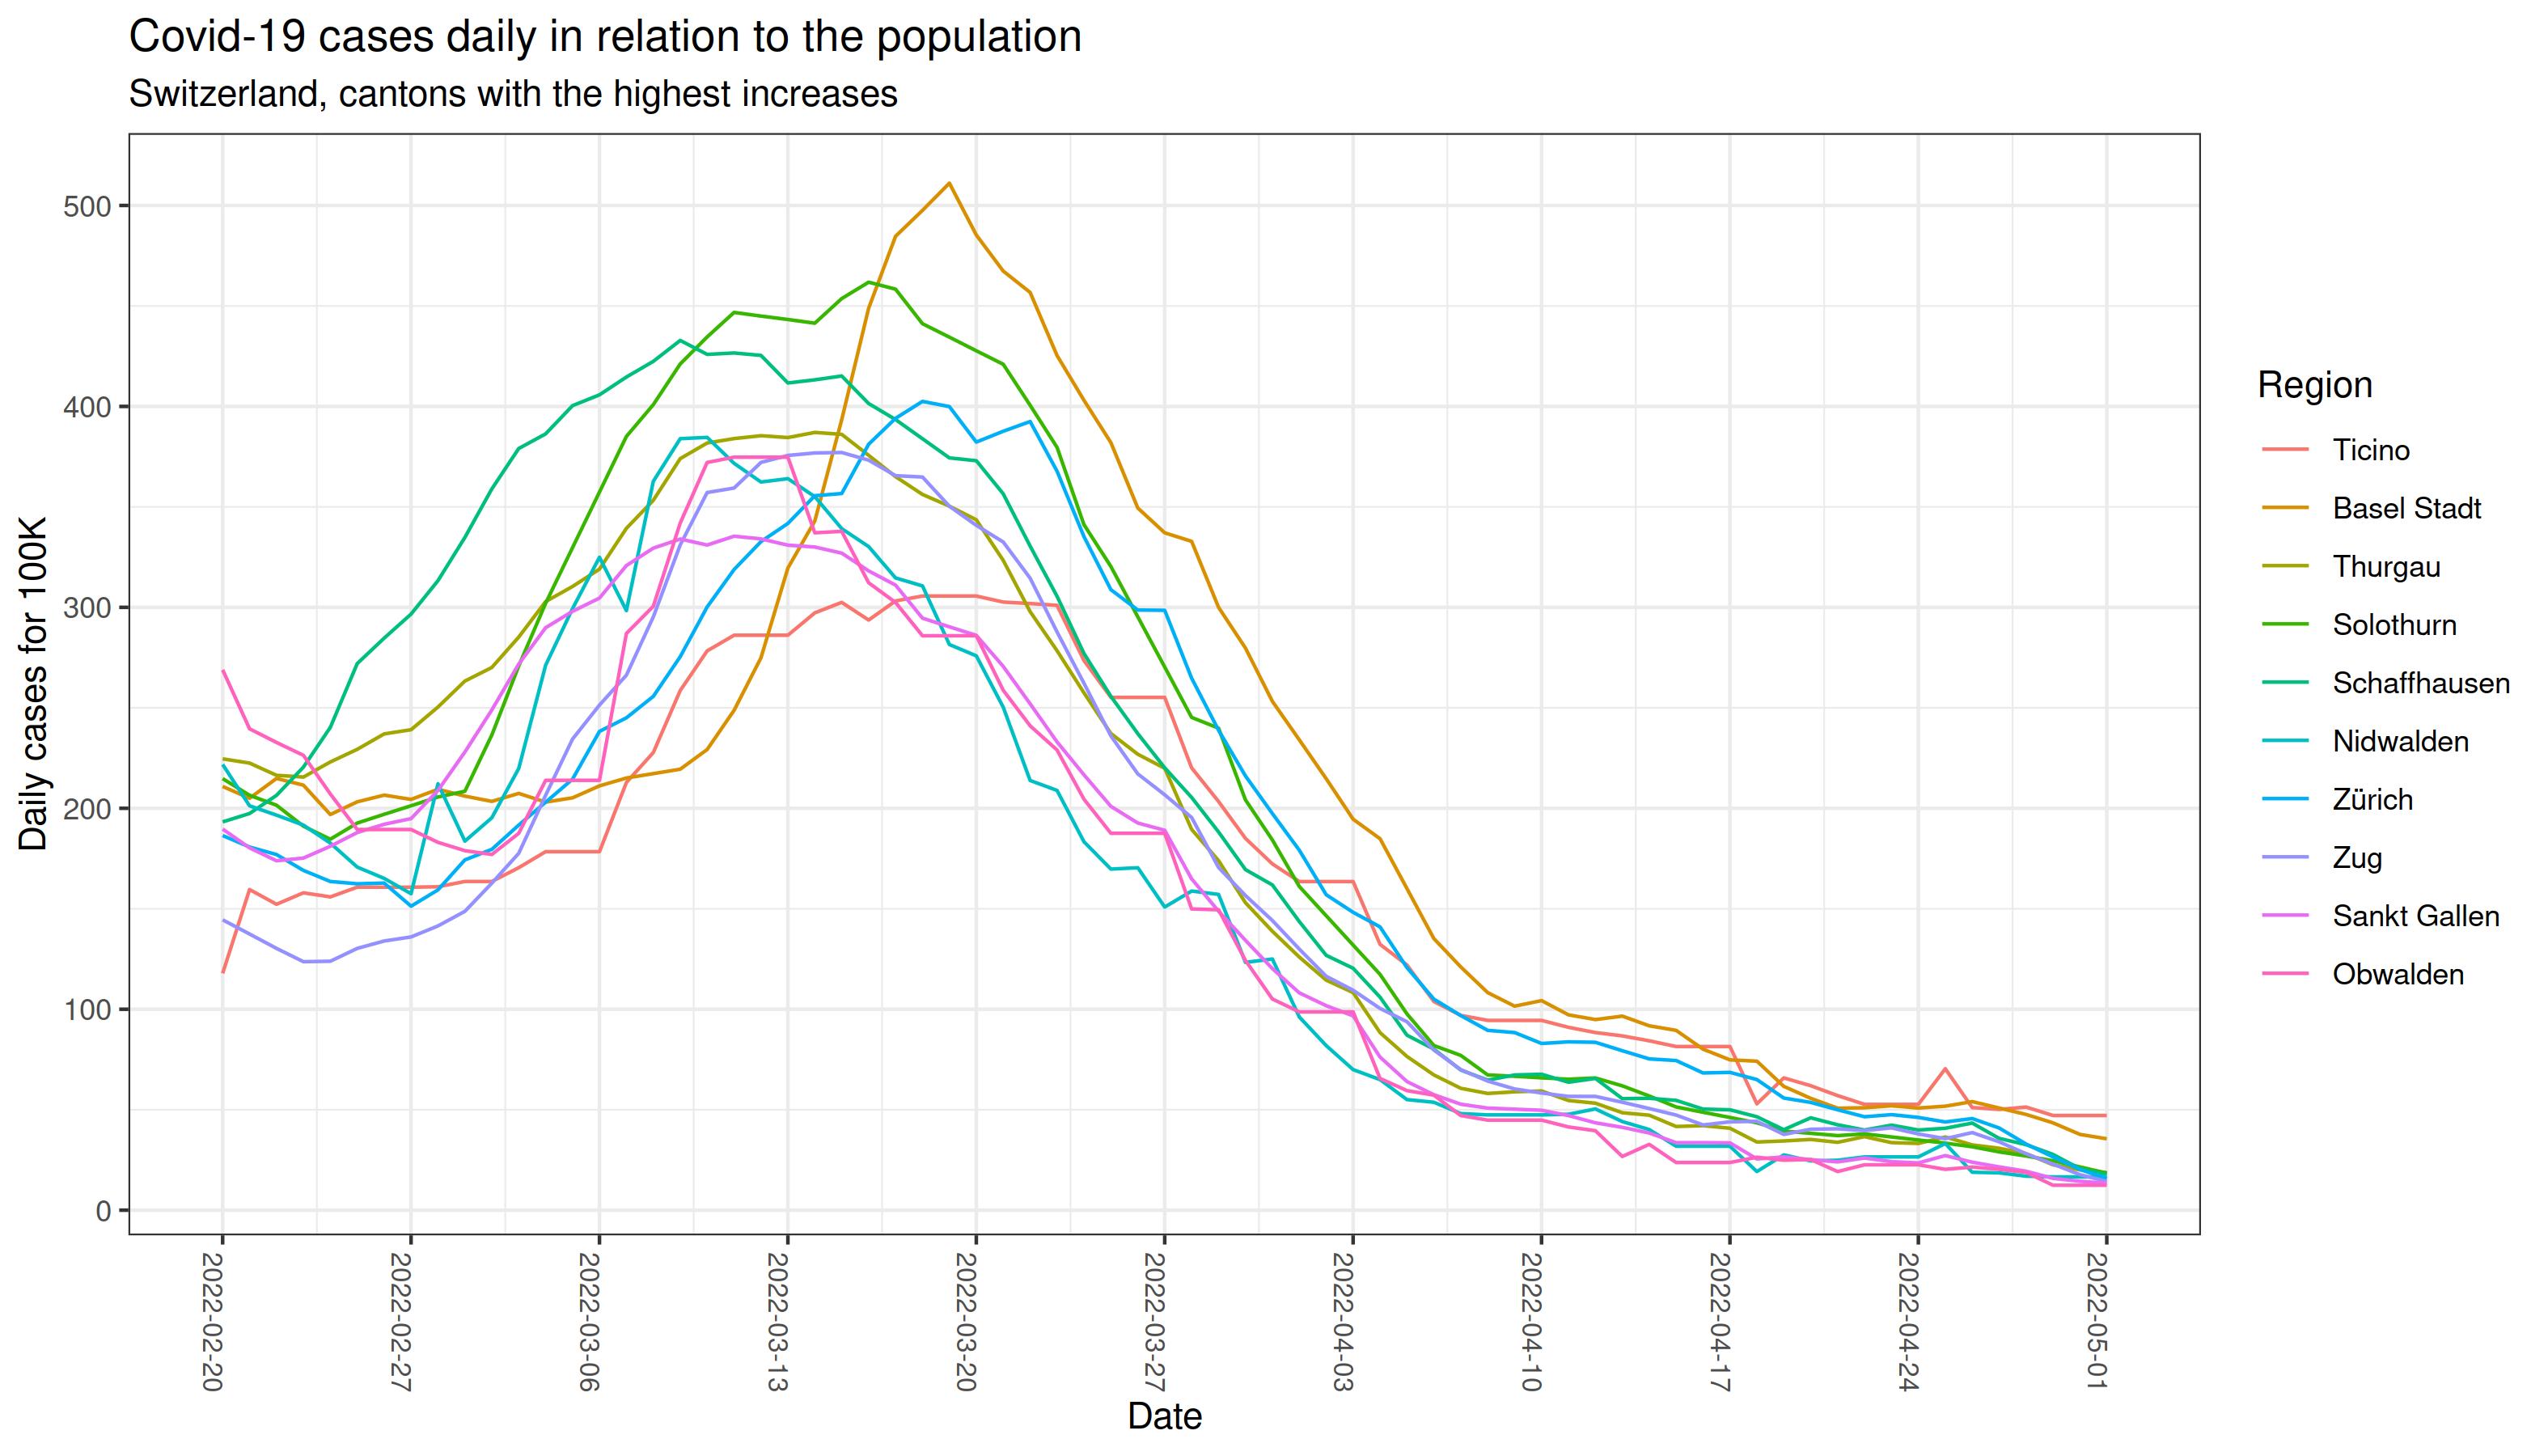 Covid-19 cases daily in relation to the population
Switzerland, cantons with the highest increases
Daily cases for 100K
500
400
300
200
100
0
2022-02-20
2022-02-27
2022-03-06
2022-03-13
2022-03-20
2022-03-27
2022-04-03
2022-04-10
2022-04-17
2022-04-24
2022-05-01
Date
Region
Ticino
Basel Stadt
Thurgau
Solothurn
Schaffhausen
Nidwalden
Zürich
Zug
Sankt Gallen
Obwalden